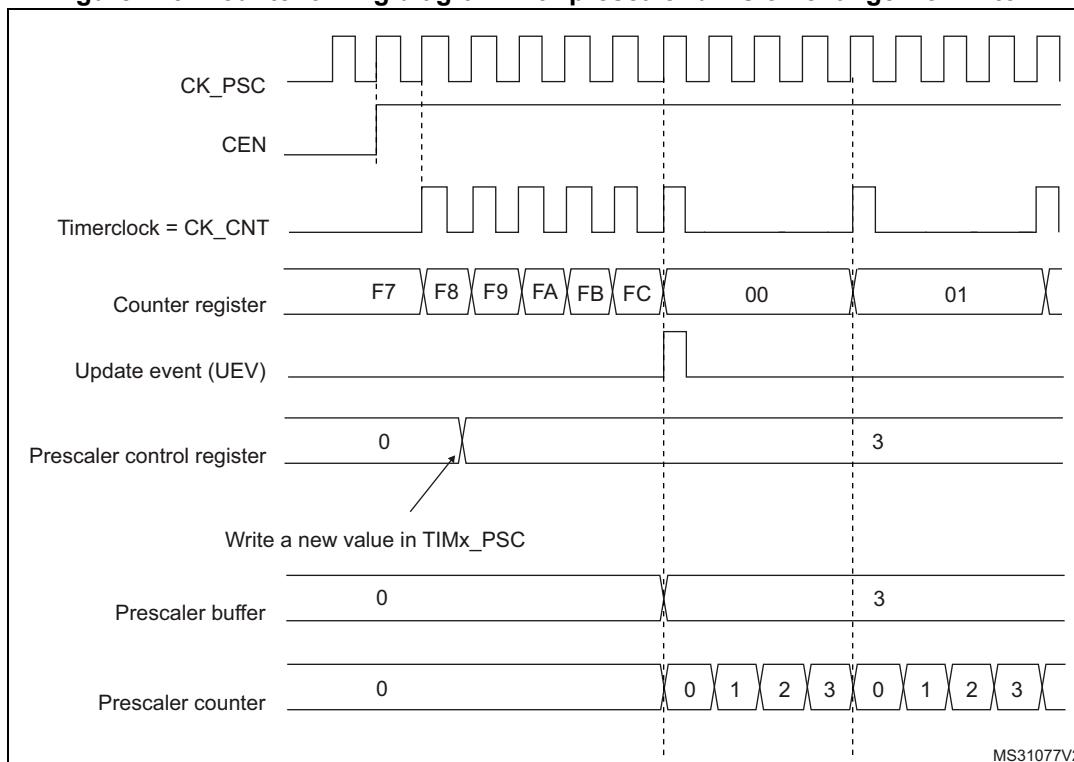 CK_PSC
CEN
Timerclock = CK_CNT
Counter register F7 F8 F9 FA FB FC 00 01
Update event (UEV)
Prescaler control register 0 3
Write a new value in TIMx_PSC
Prescaler buffer 0 3
Prescaler counter 0 0 1 2 3 0 1 2 3